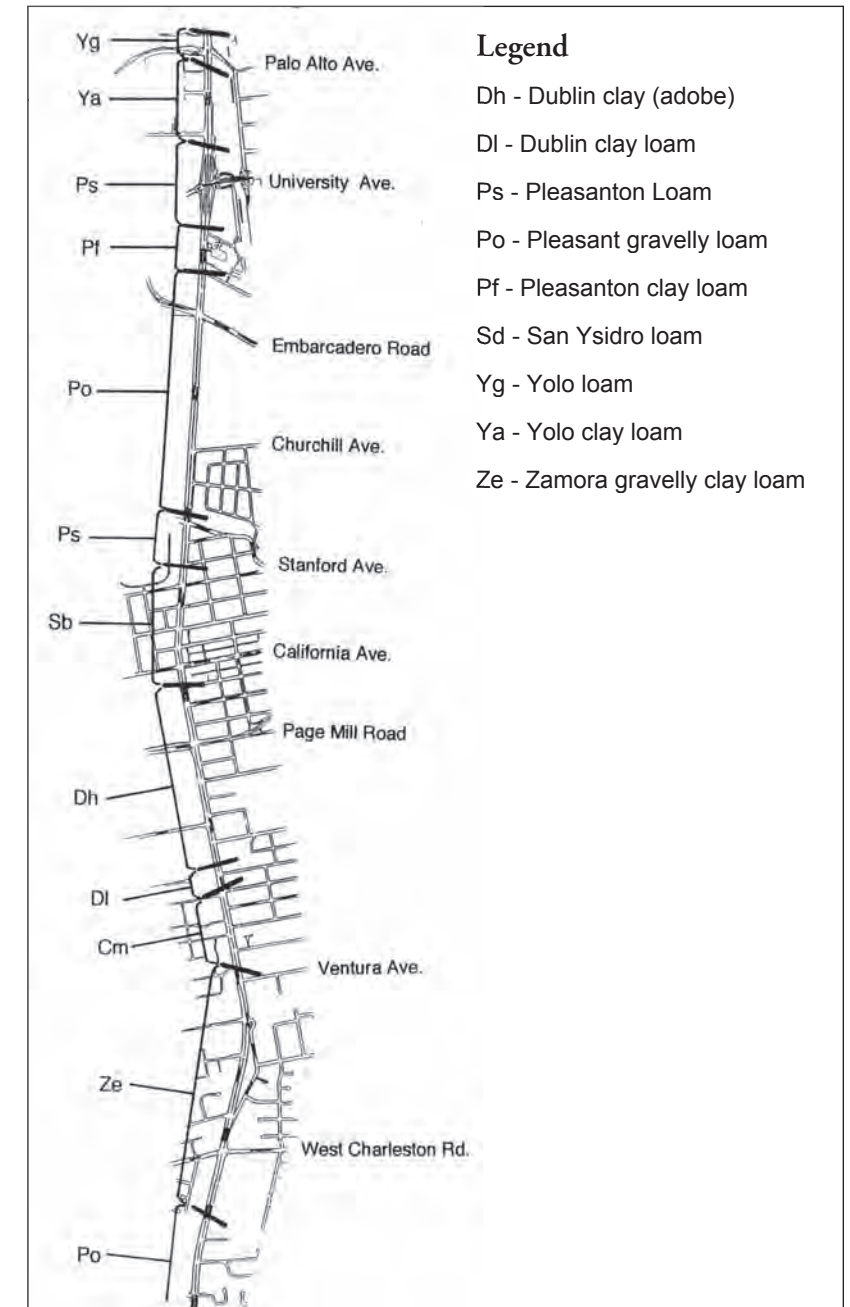 Yg
Palo Alto Ave.
Ya
Ps
University Ave.
Pf
Embarcadero Road
Po
Churchill Ave.
Ps
Stanford Ave.
Sb
California Ave.
Page Mill Road
Dh
Dl
Cm
Ventura Ave.
Ze
West Charleston Rd.
Po
Legend
Dh - Dublin clay (adobe)
Dl - Dublin clay loam
Ps - Pleasanton Loam
Po - Pleasant gravelly loam
Pf - Pleasanton clay loam
Sd - San Ysidro loam
Yg - Yolo loam
Ya - Yolo clay loam
Ze - Zamora gravelly clay loam